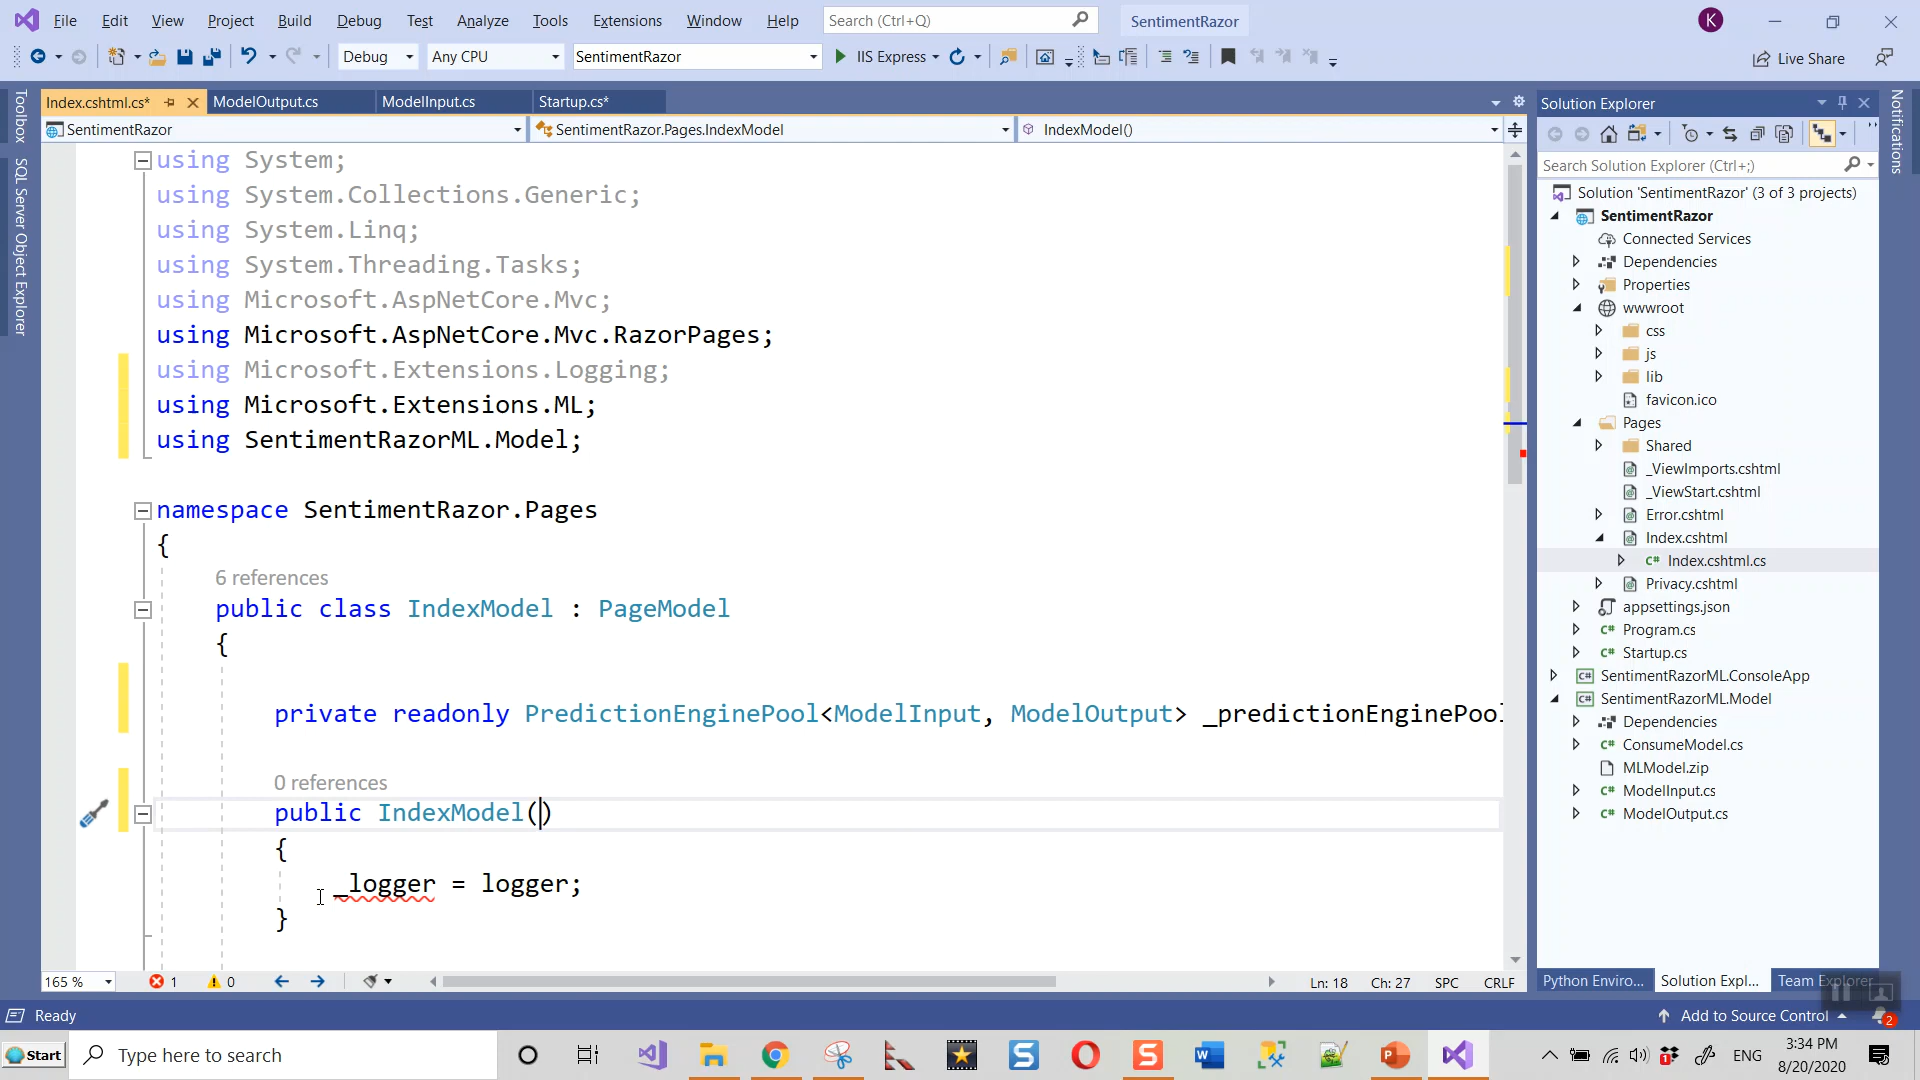 File Edit View Project Build Debug Test Analyze Tools Extensions Window Help Search (Ctrl+Q) SentimentRazor K
Debug Any CPU SentimentRazor IIS Express Live Share
Toolbox
SQL Server Object Explorer
Index.cshtml.cs* ModelOutput.cs ModelInput.cs Startup.cs*
SentimentRazor SentimentRazor.Pages.IndexModel IndexModel()
using System;
using System.Collections.Generic;
using System.Linq;
using System.Threading.Tasks;
using Microsoft.AspNetCore.Mvc;
using Microsoft.AspNetCore.Mvc.RazorPages;
using Microsoft.Extensions.Logging;
using Microsoft.Extensions.ML;
using SentimentRazorML.Model;
namespace SentimentRazor.Pages
{
6 references
public class IndexModel : PageModel
{
private readonly PredictionEnginePool<ModelInput, ModelOutput> _predictionEnginePool
0 references
public IndexModel()
{
_logger = logger;
}
165 % 1 0 Ln: 18 Ch: 27 SPC CRLF
Solution Explorer
Search Solution Explorer (Ctrl+;)
Solution 'SentimentRazor' (3 of 3 projects)
SentimentRazor
Connected Services
Dependencies
Properties
wwwroot
css
js
lib
favicon.ico
Pages
Shared
_ViewImports.cshtml
_ViewStart.cshtml
Error.cshtml
Index.cshtml
C# Index.cshtml.cs
Privacy.cshtml
appsettings.json
C# Program.cs
C# Startup.cs
C# SentimentRazorML.ConsoleApp
C# SentimentRazorML.Model
Dependencies
C# ConsumeModel.cs
MLModel.zip
C# ModelInput.cs
C# ModelOutput.cs
Python Enviro... Solution Expl... Team Explorer
Notifications
Ready Add to Source Control 2
Start Type here to search ENG 3:34 PM
8/20/2020